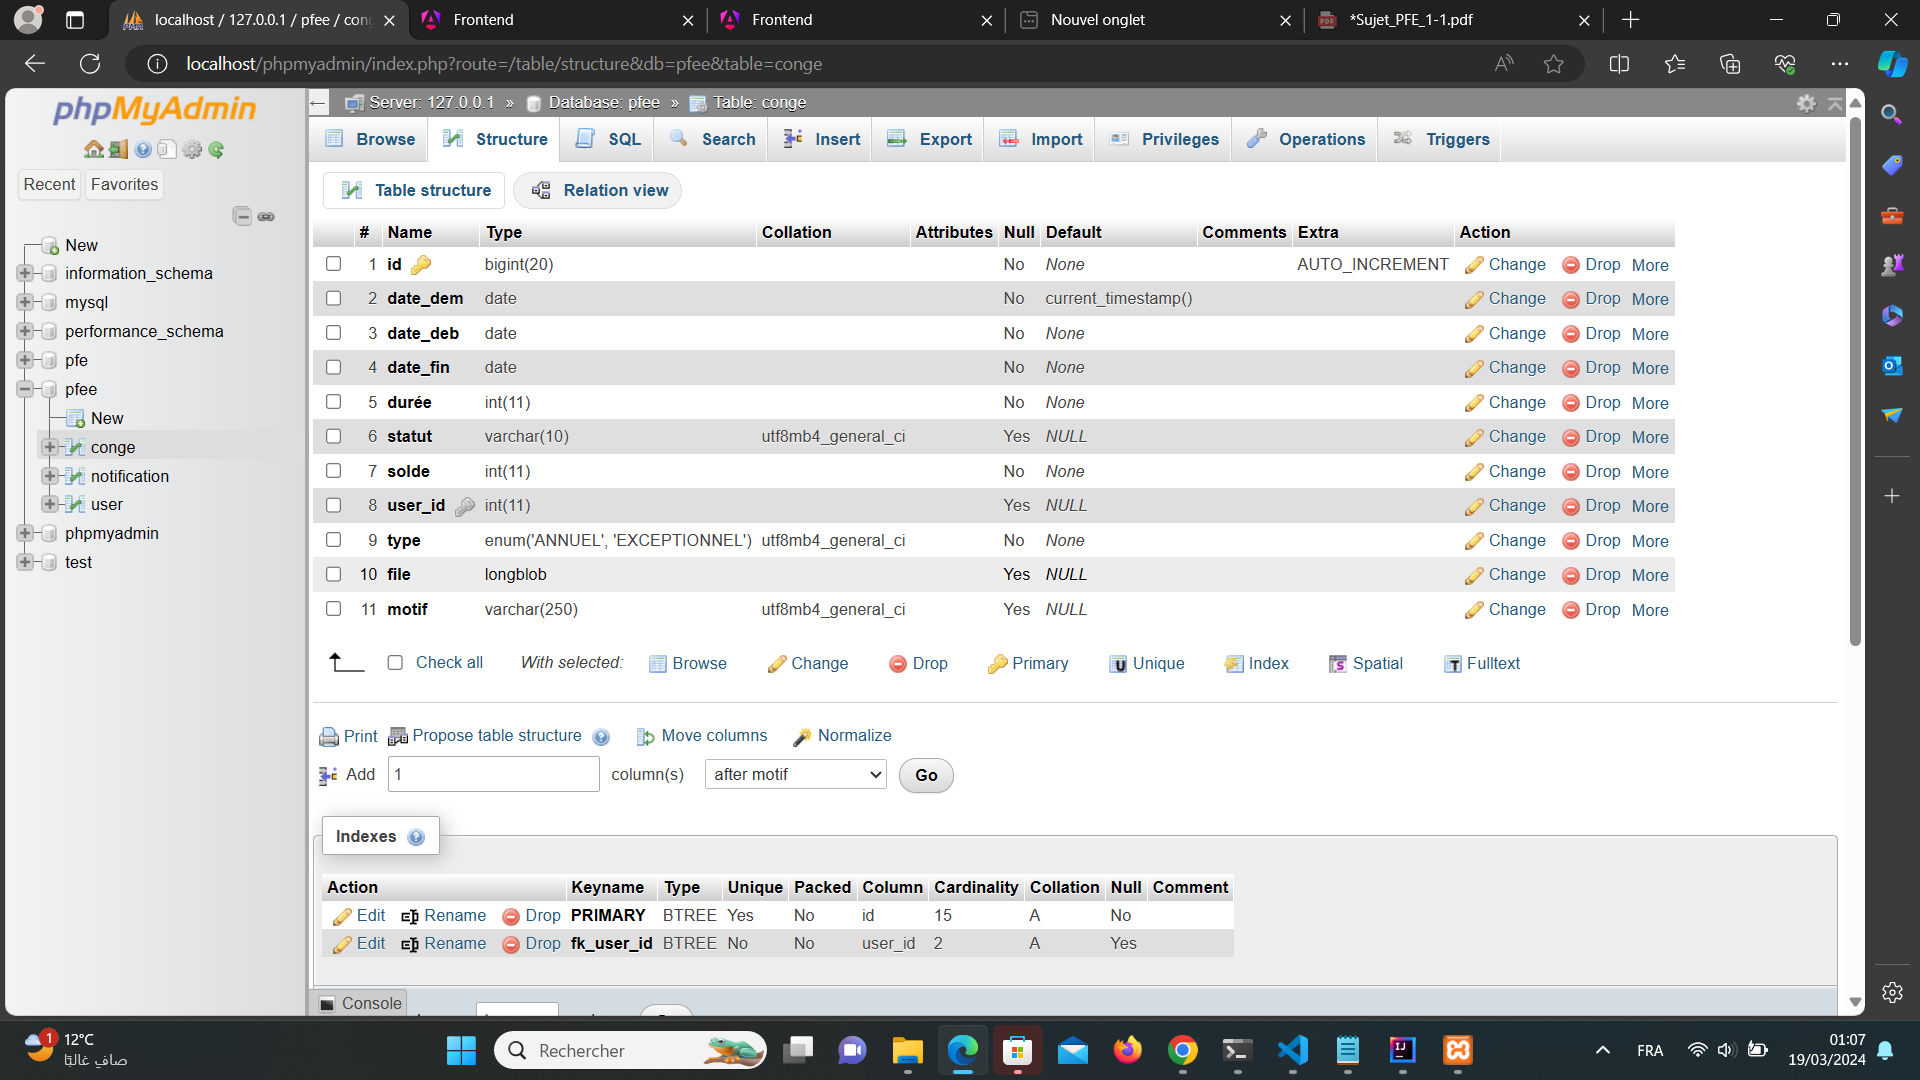 localhost / 127.0.0.1 / pfee / con
Frontend
Frontend
Nouvel onglet
*Sujet_PFE_1-1.pdf
localhost/phpmyadmin/index.php?route=/table/structure&db=pfee&table=conge
phpMyAdmin
Recent Favorites
New
information_schema
mysql
performance_schema
pfe
pfee
New
conge
notification
user
phpmyadmin
test
Server: 127.0.0.1 » Database: pfee » Table: conge
Browse Structure SQL Search Insert Export Import Privileges Operations Triggers
Table structure Relation view
# Name Type Collation Attributes Null Default Comments Extra Action
1 id bigint(20) No None AUTO_INCREMENT Change Drop More
2 date_dem date No current_timestamp() Change Drop More
3 date_deb date No None Change Drop More
4 date_fin date No None Change Drop More
5 durée int(11) No None Change Drop More
6 statut varchar(10) utf8mb4_general_ci Yes NULL Change Drop More
7 solde int(11) No None Change Drop More
8 user_id int(11) Yes NULL Change Drop More
9 type enum('ANNUEL', 'EXCEPTIONNEL') utf8mb4_general_ci No None Change Drop More
10 file longblob Yes NULL Change Drop More
11 motif varchar(250) utf8mb4_general_ci Yes NULL Change Drop More
Check all With selected: Browse Change Drop Primary Unique Index Spatial Fulltext
Print Propose table structure Move columns Normalize
Add 1 column(s) after motif Go
Indexes
Action Keyname Type Unique Packed Column Cardinality Collation Null Comment
Edit Rename Drop PRIMARY BTREE Yes No id 15 A No
Edit Rename Drop fk_user_id BTREE No No user_id 2 A Yes
Console
1
12°C
صافٍ غالبًا
Rechercher
FRA
01:07
19/03/2024